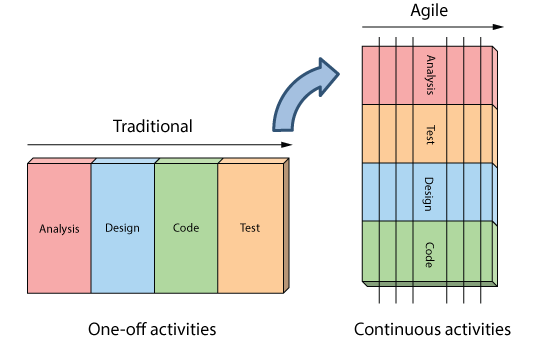 Traditional
Analysis
Design
Code
Test
One-off activities
Agile
Analysis
Test
Design
Code
Continuous activities